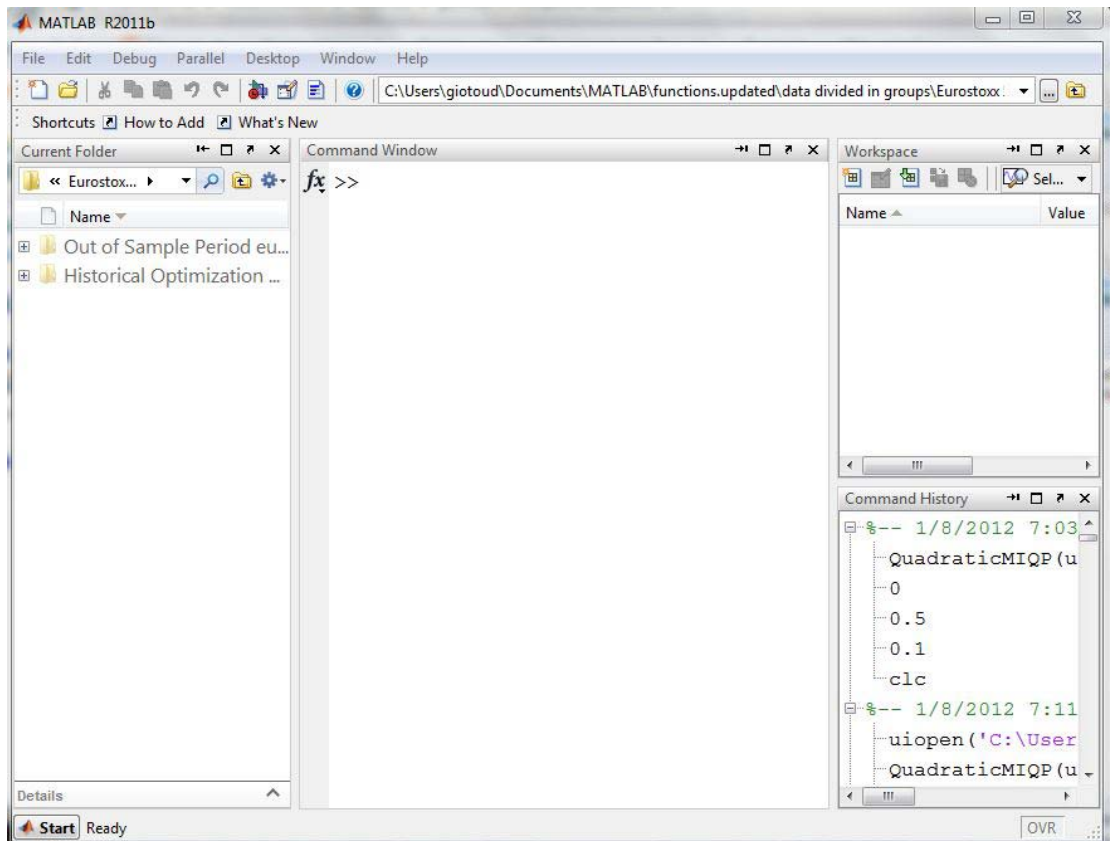 MATLAB R2011b
File Edit Debug Parallel Desktop Window Help
C:\Users\giotoud\Documents\MATLAB\functions.updated\data divided in groups\Eurostoxx
Shortcuts How to Add What's New
Current Folder
« Eurostox...
Name
Out of Sample Period eu...
Historical Optimization ...
Details
Command Window
fx >>
Workspace
Sel...
Name Value
Command History
%-- 1/8/2012 7:03
QuadraticMIQP(u
0
0.5
0.1
clc
%-- 1/8/2012 7:11
uiopen('C:\User
QuadraticMIQP(u
Start Ready
OVR